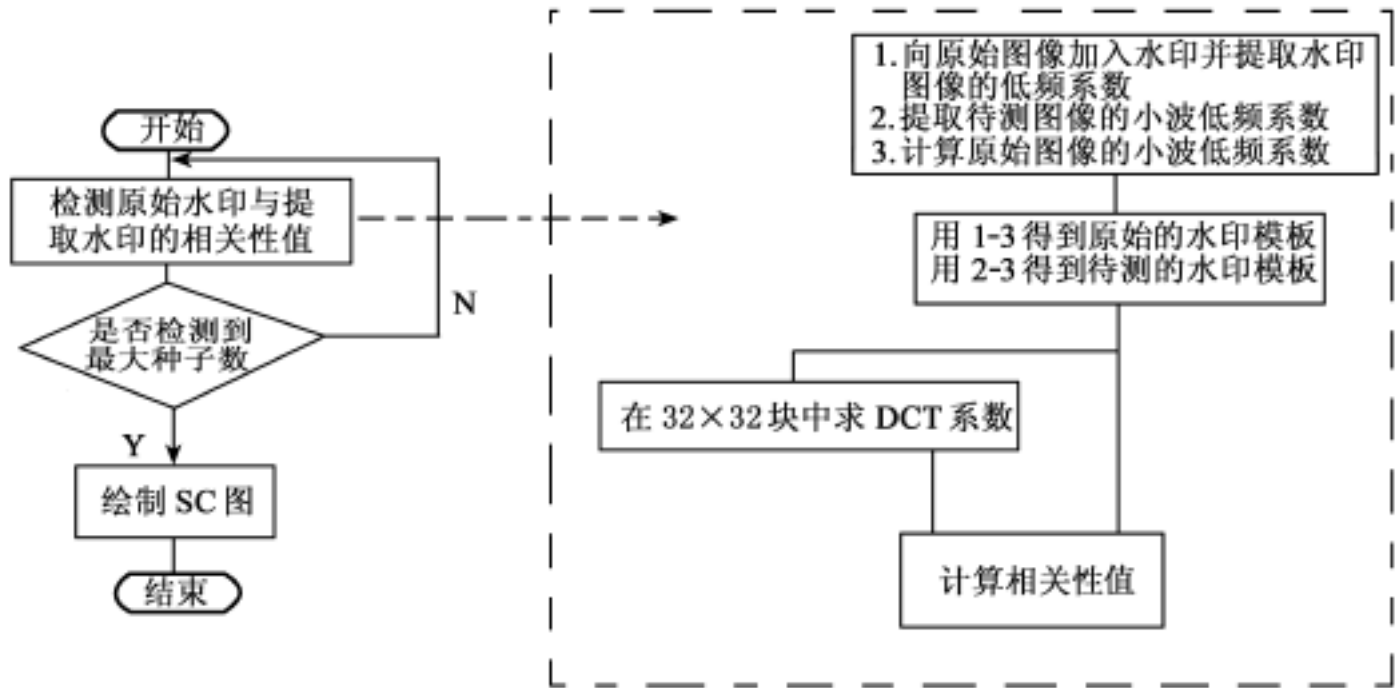 开始
检测原始水印与提
取水印的相关性值
是否检测到
最大种子数
N
Y
绘制 SC 图
结束
1.向原始图像加入水印并提取水印
图像的低频系数
2.提取待测图像的小波低频系数
3.计算原始图像的小波低频系数
用 1-3 得到原始的水印模板
用 2-3 得到待测的水印模板
在 32×32 块中求 DCT 系数
计算相关性值